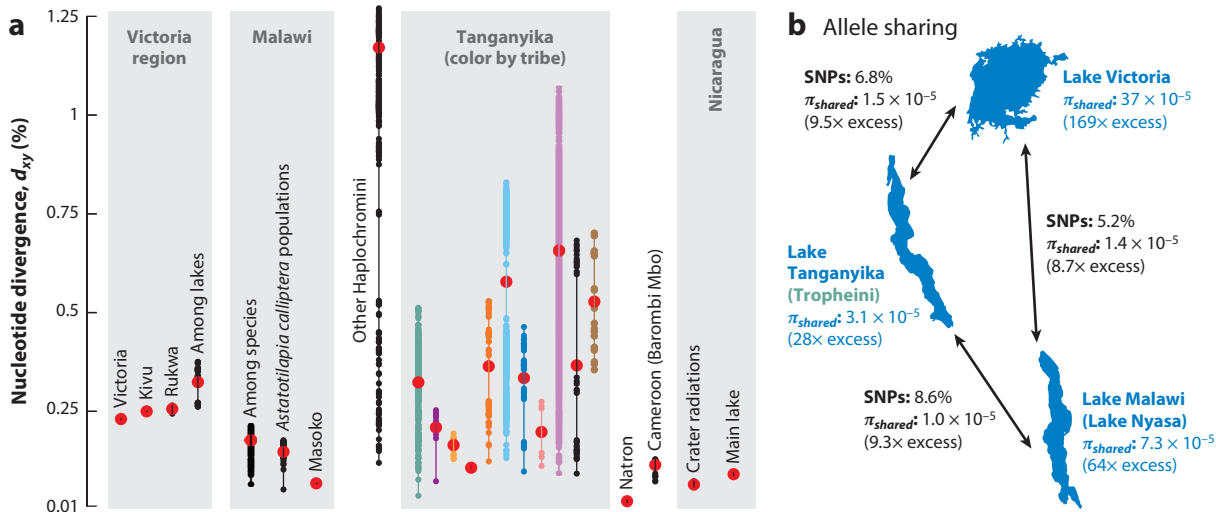 a
Nucleotide divergence, dxy (%)
1.25
1
0.75
0.5
0.25
0.01
Victoria
region
Victoria
Kivu
Rukwa
Among lakes
Malawi
Among species
Astatotilapia calliptera populations
Masoko
Other Haplochromini
Tanganyika
(color by tribe)
Natron
Cameroon (Barombi Mbo)
Nicaragua
Crater radiations
Main lake
b Allele sharing
SNPs: 6.8%
πshared: 1.5 × 10⁻⁵
(9.5× excess)
Lake Victoria
πshared: 37 × 10⁻⁵
(169× excess)
SNPs: 5.2%
πshared: 1.4 × 10⁻⁵
(8.7× excess)
Lake
Tanganyika
(Tropheini)
πshared: 3.1 × 10⁻⁵
(28× excess)
SNPs: 8.6%
πshared: 1.0 × 10⁻⁵
(9.3× excess)
Lake Malawi
(Lake Nyasa)
πshared: 7.3 × 10⁻⁵
(64× excess)